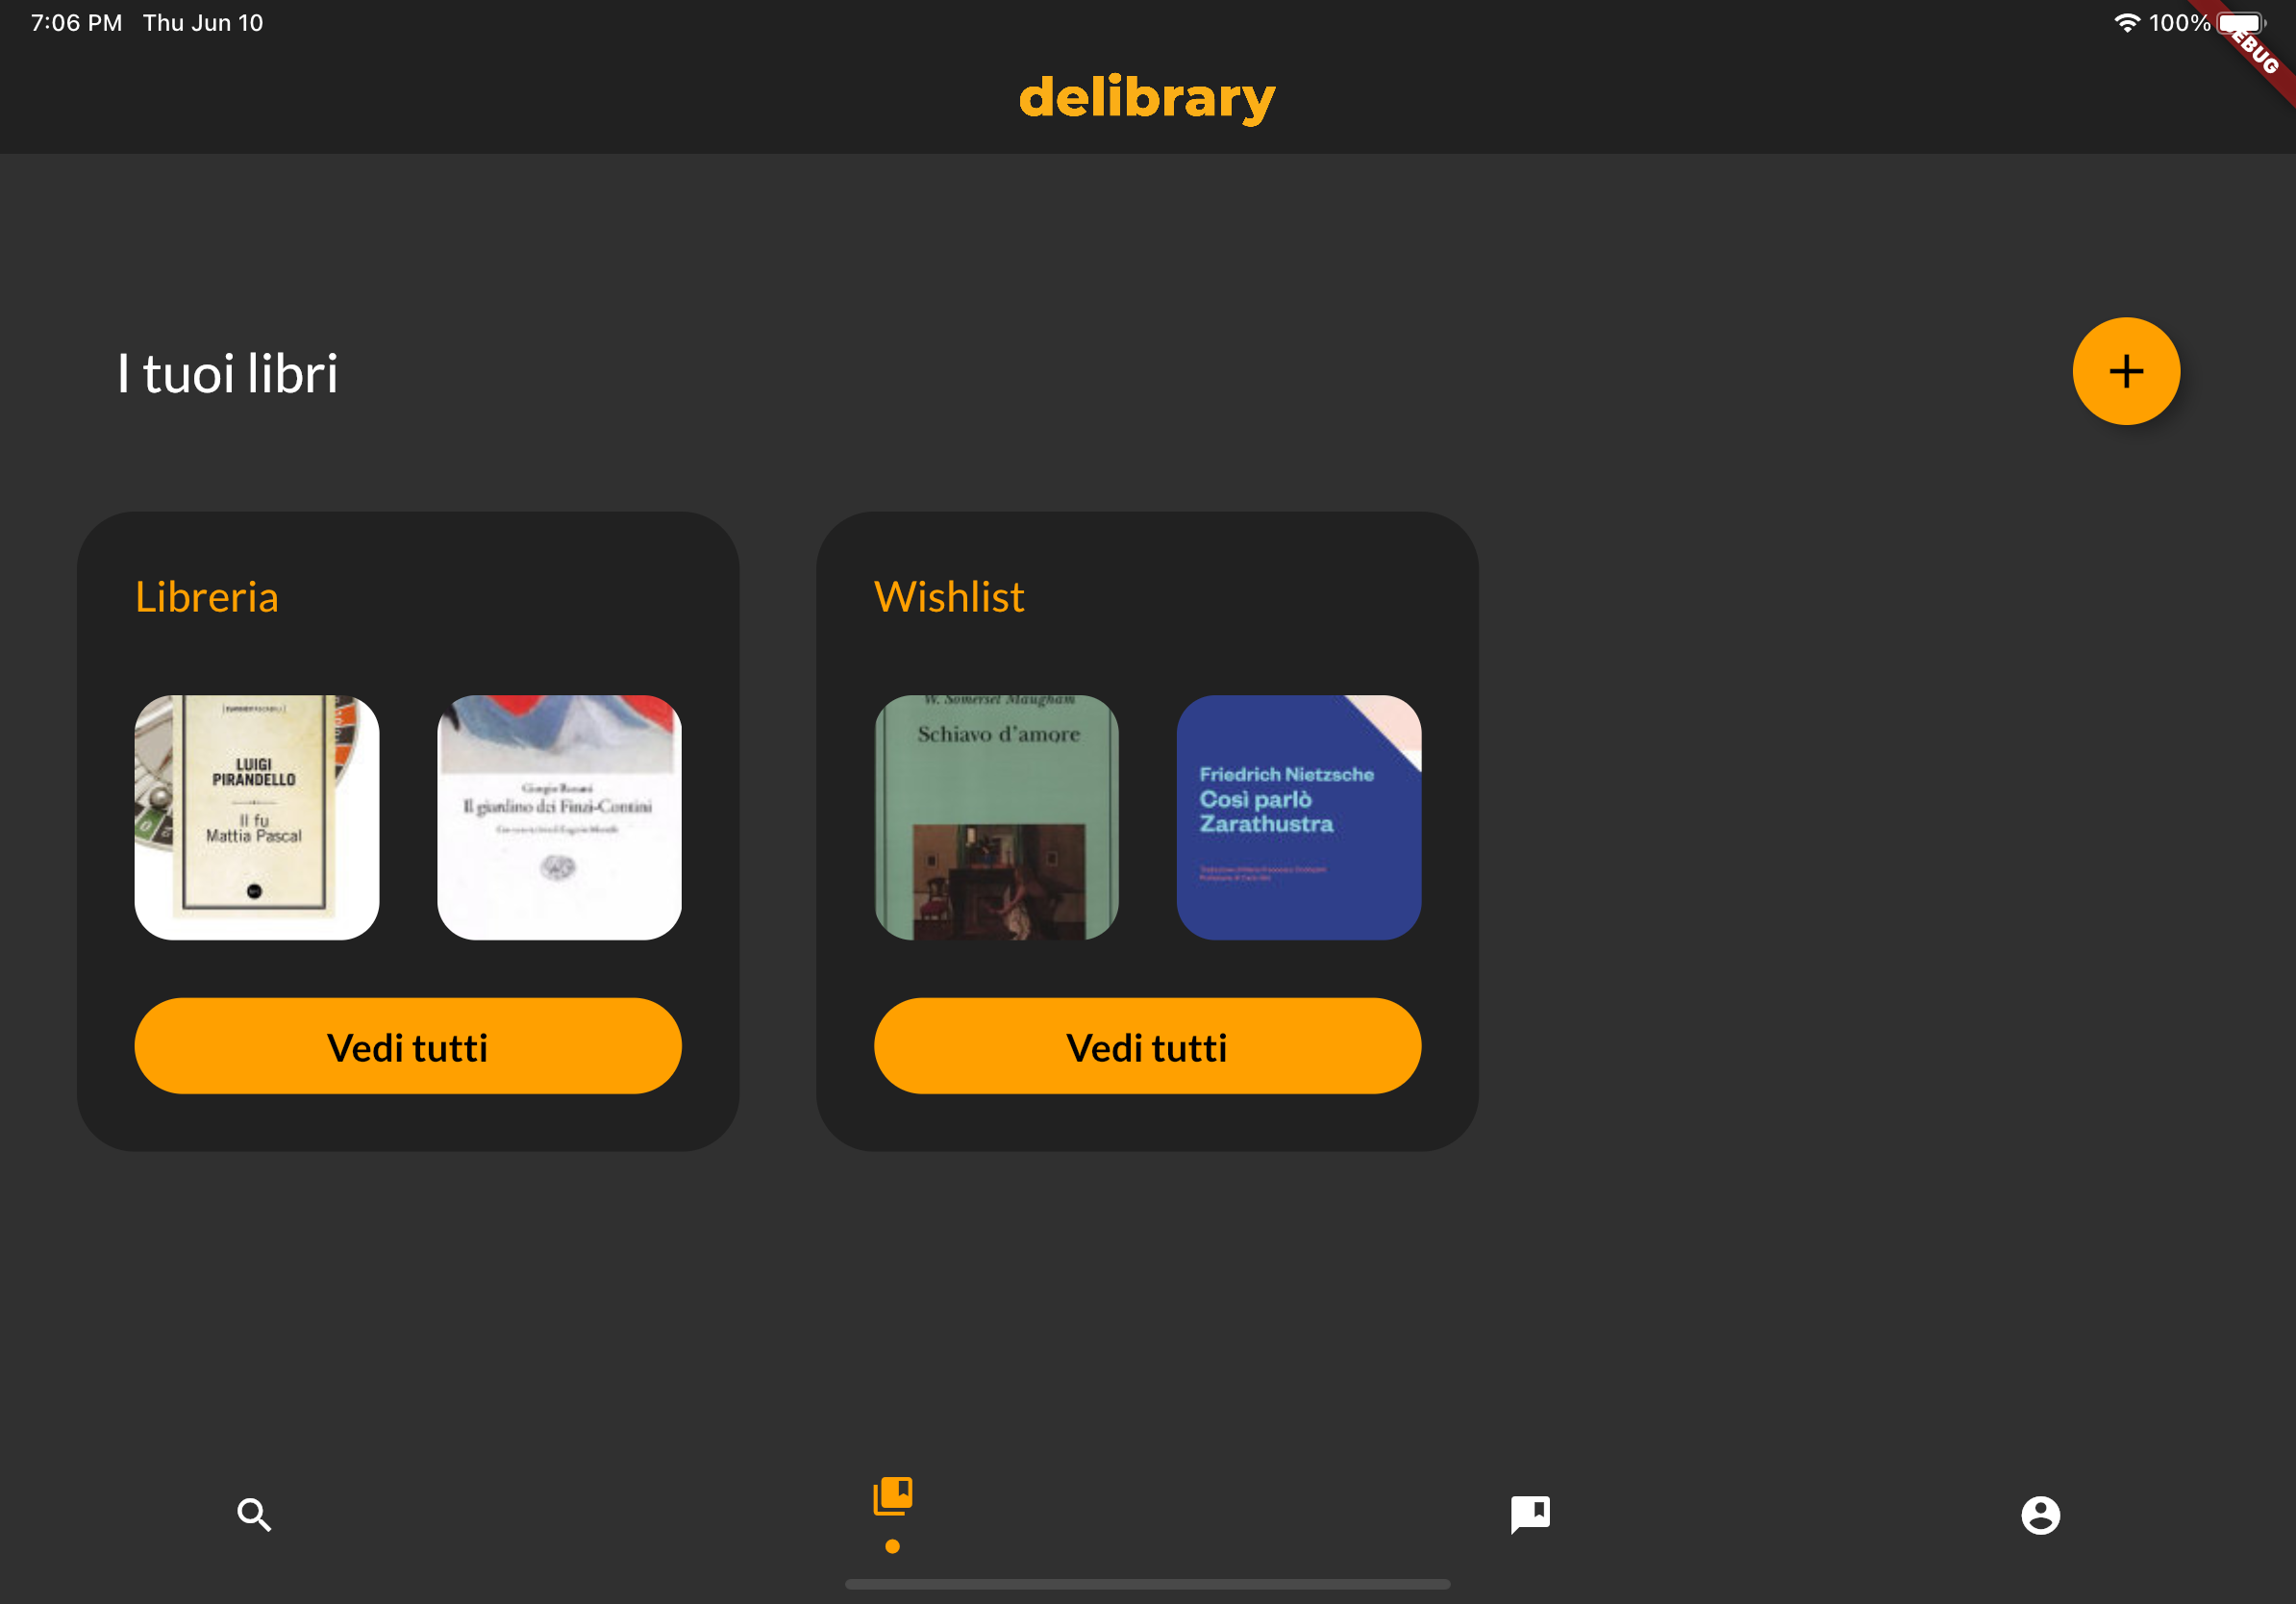 7:06 PM Thu Jun 10
100%
EBUG
delibrary
I tuoi libri
Libreria
Wishlist
LUIGI
PIRANDELLO
Il fu
Mattia Pascal
Giorgio Bassani
Il giardino dei Finzi-Contini
W. Somerset Maugham
Schiavo d'amore
Friedrich Nietzsche
Così parlò
Zarathustra
Vedi tutti
Vedi tutti